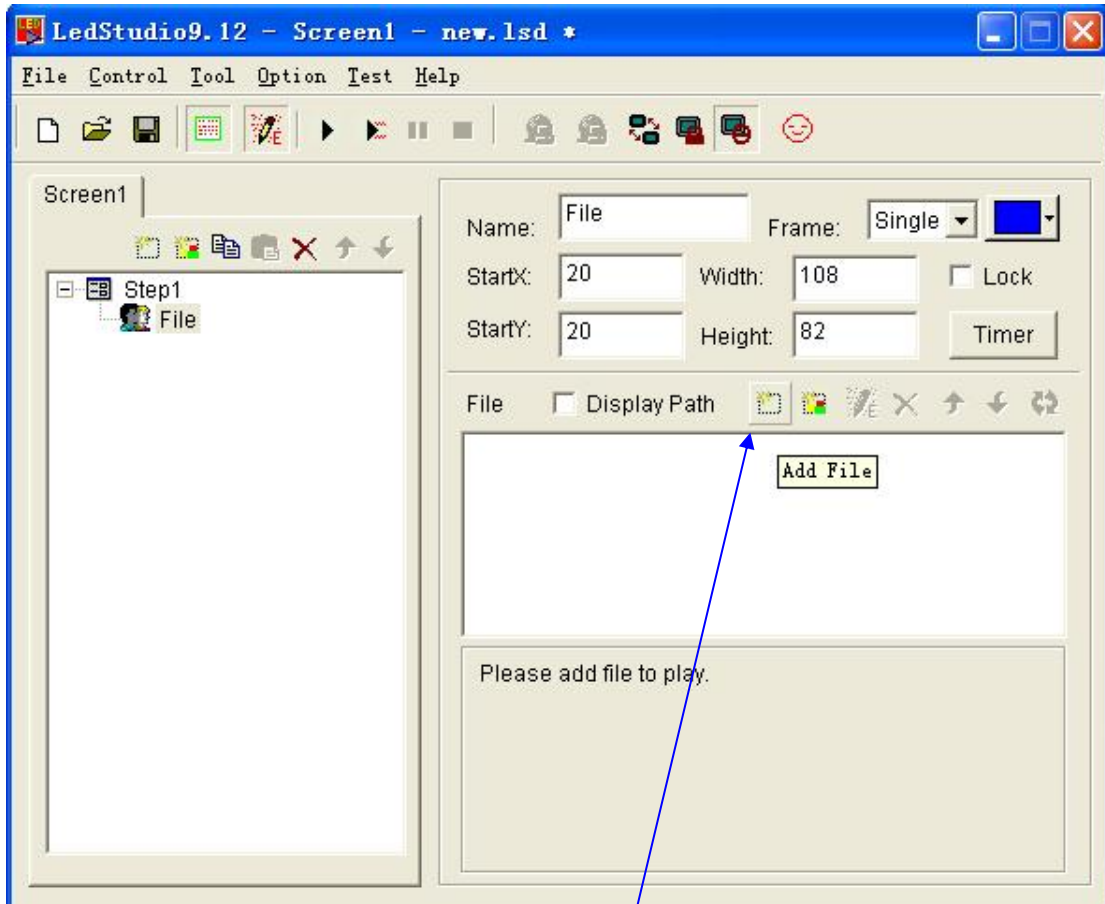 LedStudio9.12 - Screen1 - new.lsd *
File Control Tool Option Test Help
Screen1
Step1
File
Name: File Frame: Single
StartX: 20 Width: 108 Lock
StartY: 20 Height: 82 Timer
File Display Path
Add File
Please add file to play.